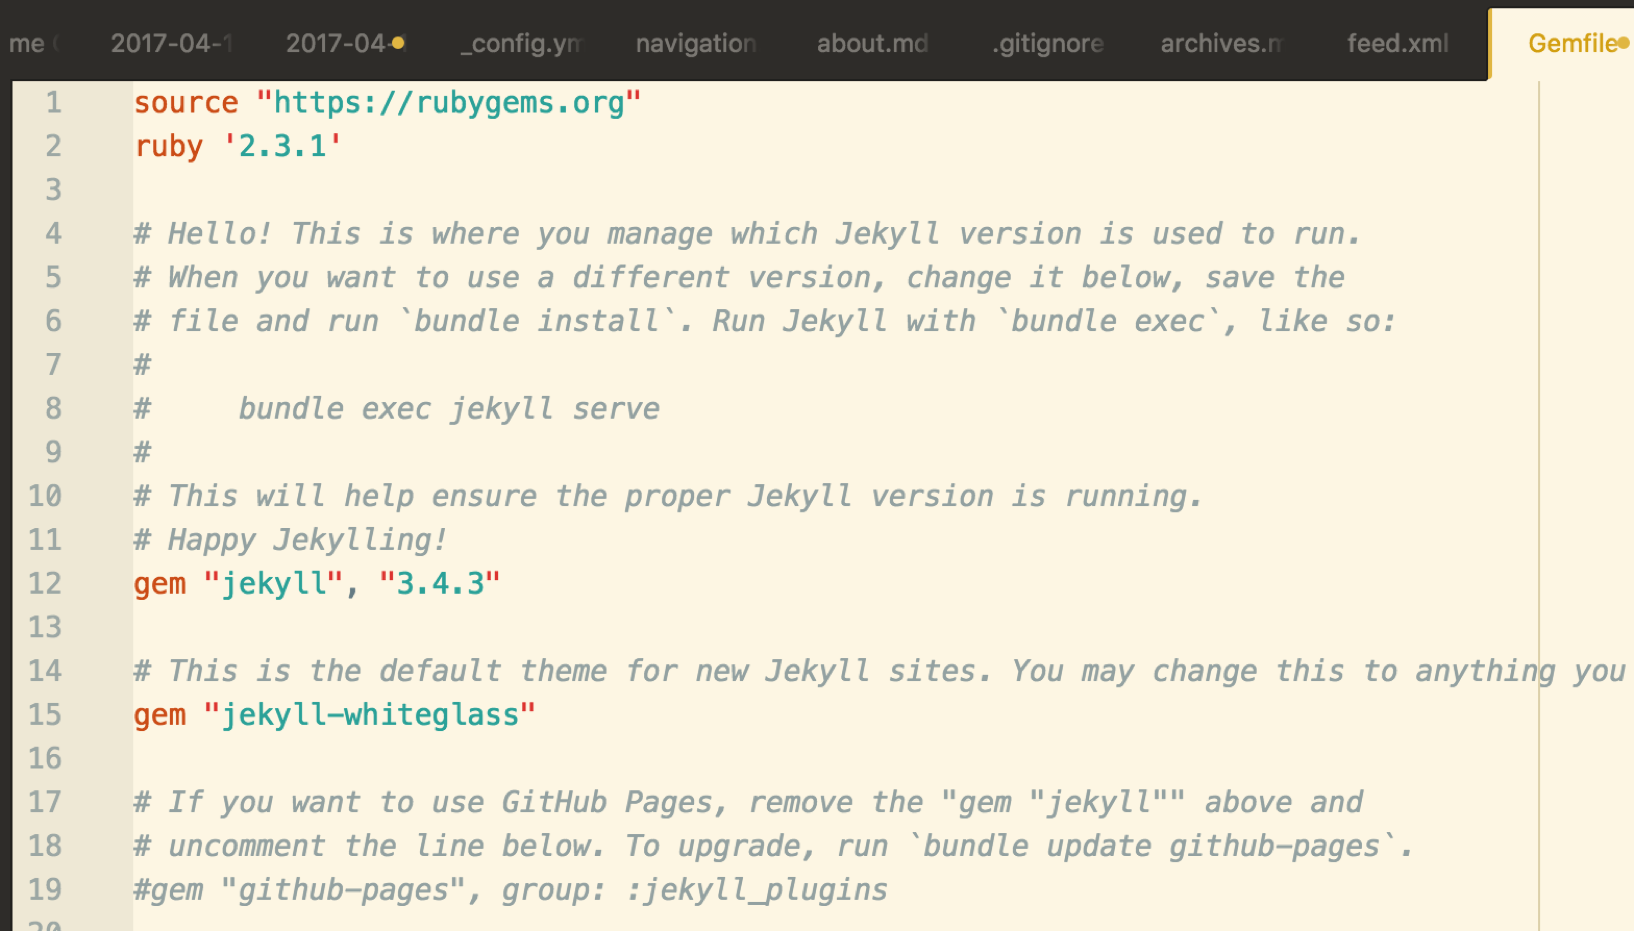 me 2017-04-1 2017-04- _config.ym navigation about.md .gitignore archives.m feed.xml Gemfile
1 source "https://rubygems.org"
2 ruby '2.3.1'
3
4 # Hello! This is where you manage which Jekyll version is used to run.
5 # When you want to use a different version, change it below, save the
6 # file and run `bundle install`. Run Jekyll with `bundle exec`, like so:
7 #
8 #     bundle exec jekyll serve
9 #
10 # This will help ensure the proper Jekyll version is running.
11 # Happy Jekylling!
12 gem "jekyll", "3.4.3"
13
14 # This is the default theme for new Jekyll sites. You may change this to anything you
15 gem "jekyll-whiteglass"
16
17 # If you want to use GitHub Pages, remove the "gem "jekyll"" above and
18 # uncomment the line below. To upgrade, run `bundle update github-pages`.
19 #gem "github-pages", group: :jekyll_plugins
20